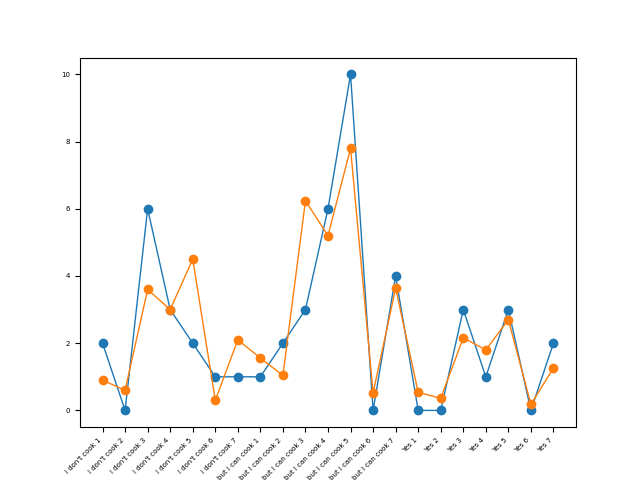 10
8
6
4
2
0
I don't cook 1
I don't cook 2
I don't cook 3
I don't cook 4
I don't cook 5
I don't cook 6
I don't cook 7
but I can cook 1
but I can cook 2
but I can cook 3
but I can cook 4
but I can cook 5
but I can cook 6
but I can cook 7
Yes 1
Yes 2
Yes 3
Yes 4
Yes 5
Yes 6
Yes 7